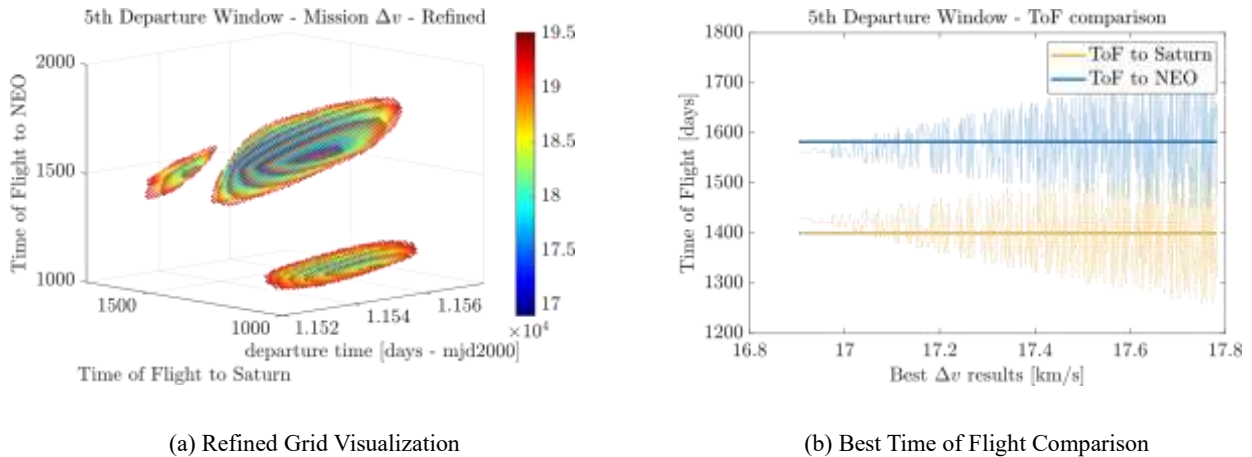 5th Departure Window - Mission Δv - Refined
2000
1500
1000
Time of Flight to NEO
1500
1000
1.152
1.154
1.156
×10⁴
departure time [days - mjd2000]
Time of Flight to Saturn
19.5
19
18.5
18
17.5
17
5th Departure Window - ToF comparison
1800
1700
1600
1500
1400
1300
1200
Time of Flight [days]
ToF to Saturn
ToF to NEO
16.8
17
17.2
17.4
17.6
17.8
Best Δv results [km/s]
(a) Refined Grid Visualization
(b) Best Time of Flight Comparison